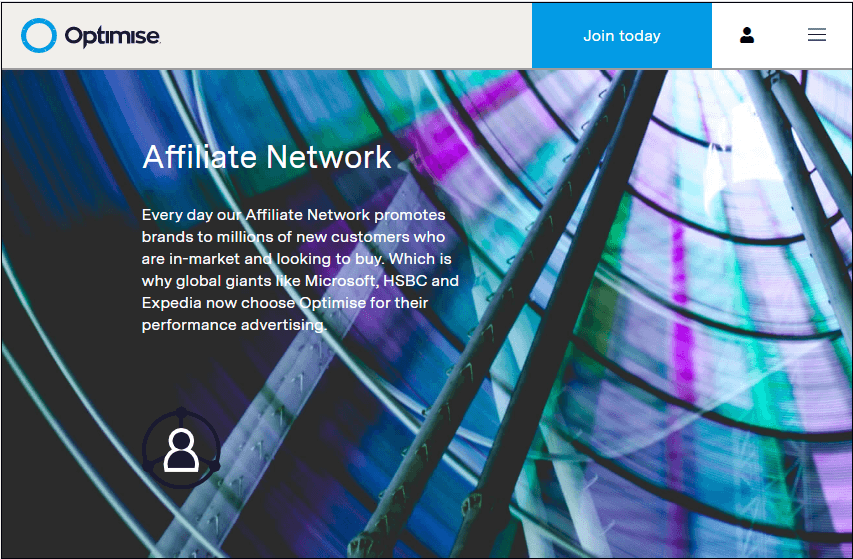 Optimise
Join today
Affiliate Network
Every day our Affiliate Network promotes
brands to millions of new customers who
are in-market and looking to buy. Which is
why global giants like Microsoft, HSBC and
Expedia now choose Optimise for their
performance advertising.